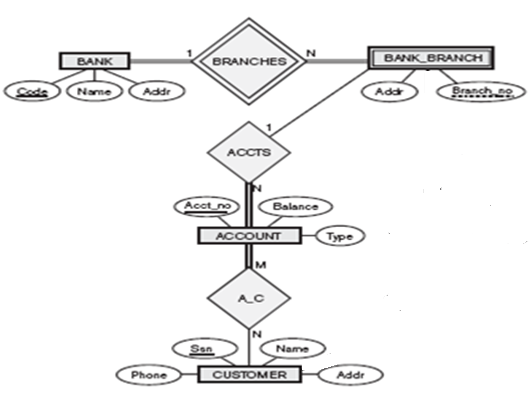 1
N
BANK
BRANCHES
BANK_BRANCH
Code
Name
Addr
Addr
Branch_no
1
ACCTS
N
Acct_no
Balance
ACCOUNT
Type
M
A_C
N
Ssn
Name
Phone
CUSTOMER
Addr